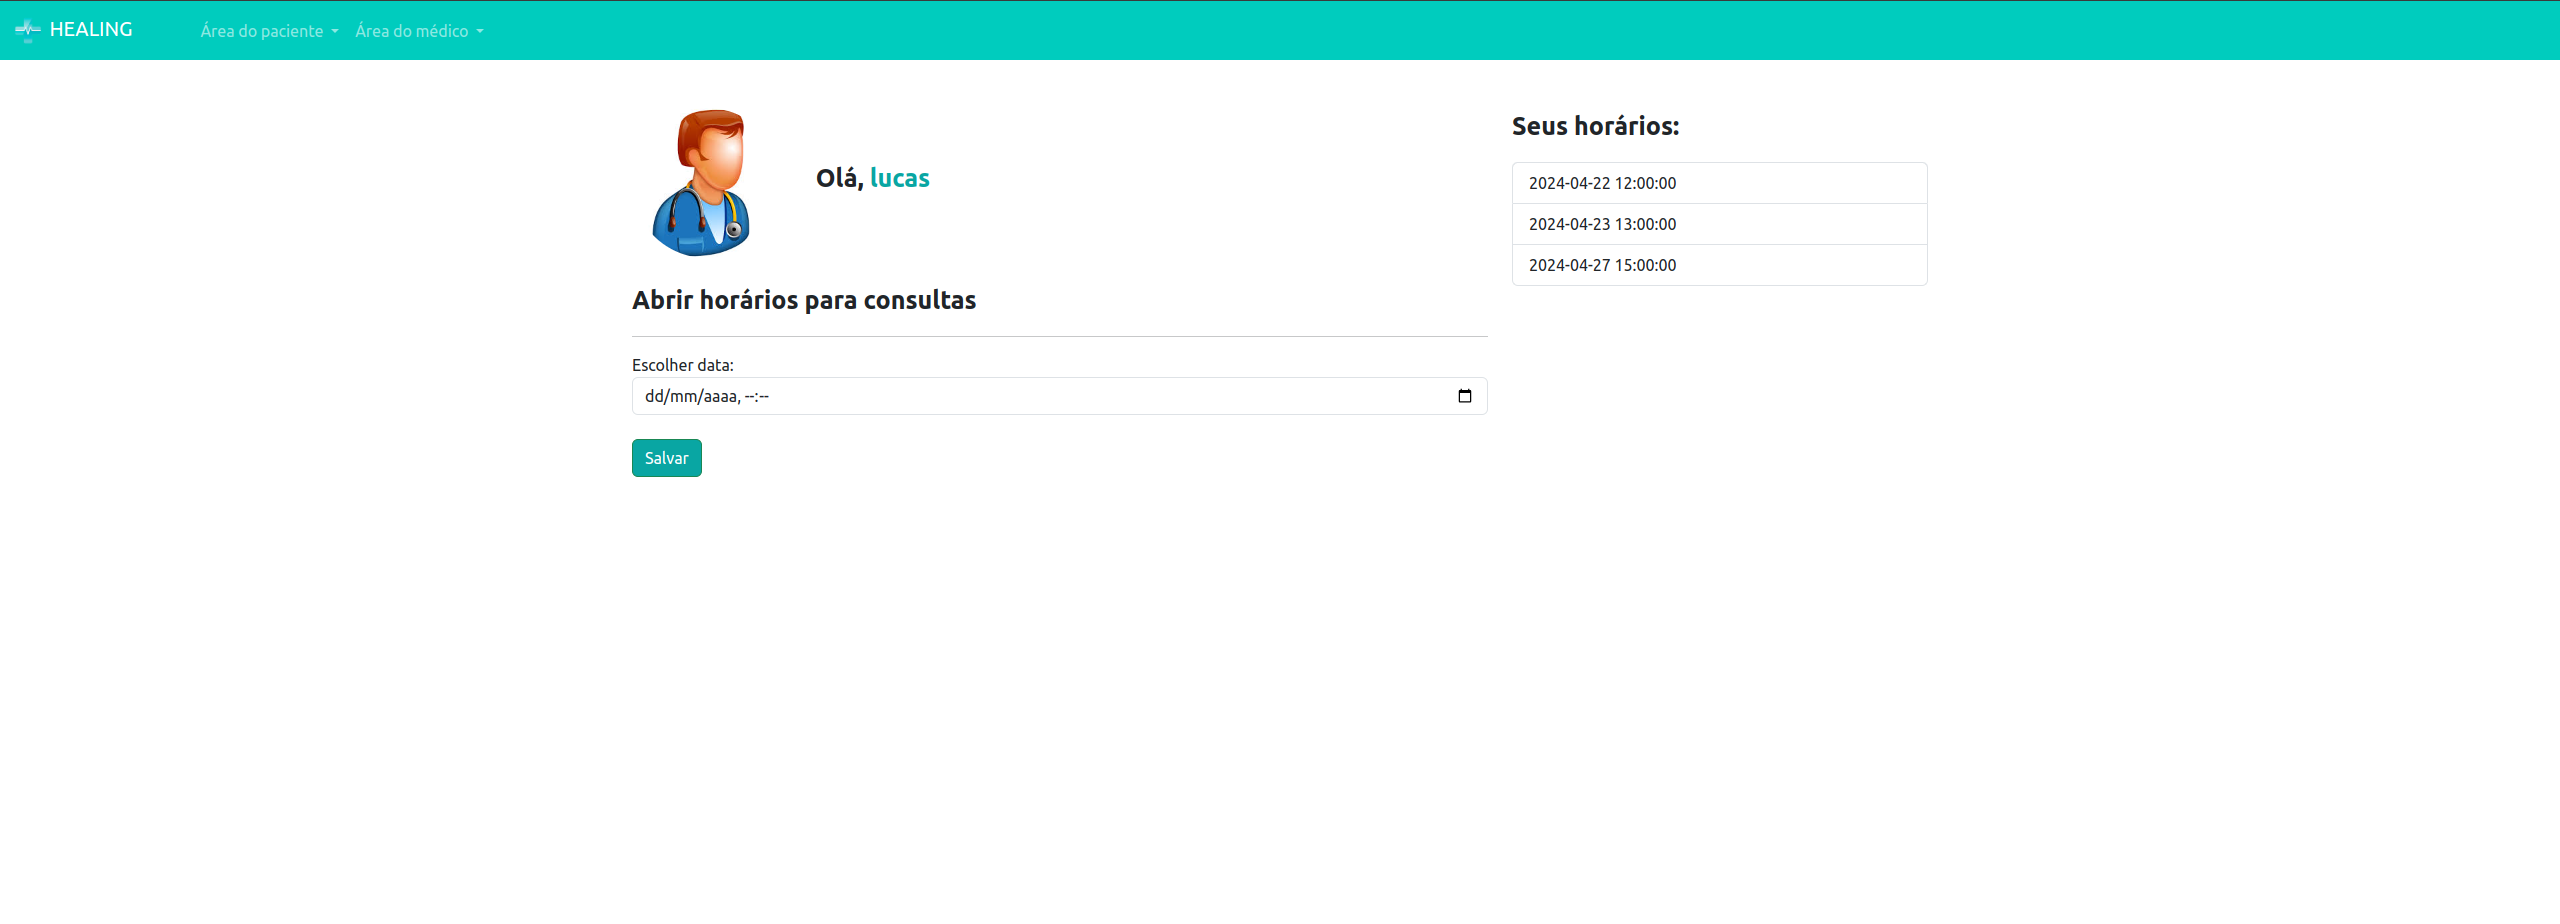 HEALING
Área do paciente
Área do médico
Olá, lucas
Abrir horários para consultas
Escolher data:
dd/mm/aaaa, --:--
Salvar
Seus horários:
2024-04-22 12:00:00
2024-04-23 13:00:00
2024-04-27 15:00:00